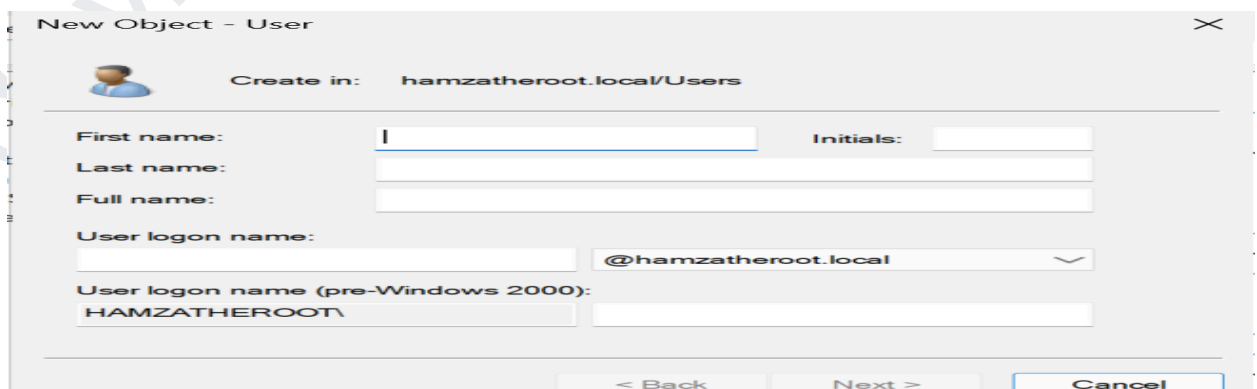 New Object - User
Create in: hamzatheroot.local/Users
First name: Initials:
Last name:
Full name:
User logon name:
@hamzatheroot.local
User logon name (pre-Windows 2000):
HAMZATHEROOT\
< Back Next > Cancel